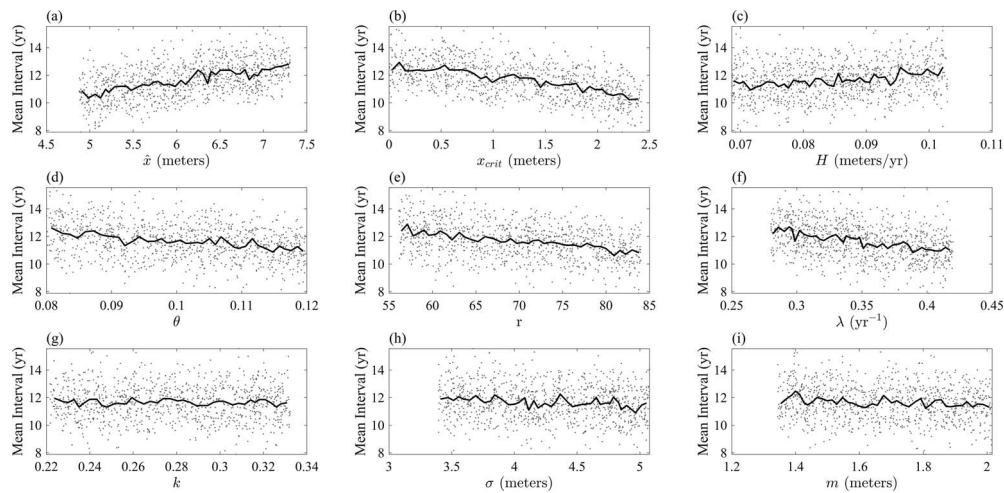 (a)
Mean Interval (yr)
14
12
10
8
4.5 5 5.5 6 6.5 7 7.5
x̂ (meters)
(b)
Mean Interval (yr)
14
12
10
8
0 0.5 1 1.5 2 2.5
x_crit (meters)
(c)
Mean Interval (yr)
14
12
10
8
0.07 0.08 0.09 0.1 0.11
H (meters/yr)
(d)
Mean Interval (yr)
14
12
10
8
0.08 0.09 0.1 0.11 0.12
θ
(e)
Mean Interval (yr)
14
12
10
8
55 60 65 70 75 80 85
r
(f)
Mean Interval (yr)
14
12
10
8
0.25 0.3 0.35 0.4 0.45
λ (yr⁻¹)
(g)
Mean Interval (yr)
14
12
10
8
0.22 0.24 0.26 0.28 0.3 0.32 0.34
k
(h)
Mean Interval (yr)
14
12
10
8
3 3.5 4 4.5 5
σ (meters)
(i)
Mean Interval (yr)
14
12
10
8
1.2 1.4 1.6 1.8 2
m (meters)